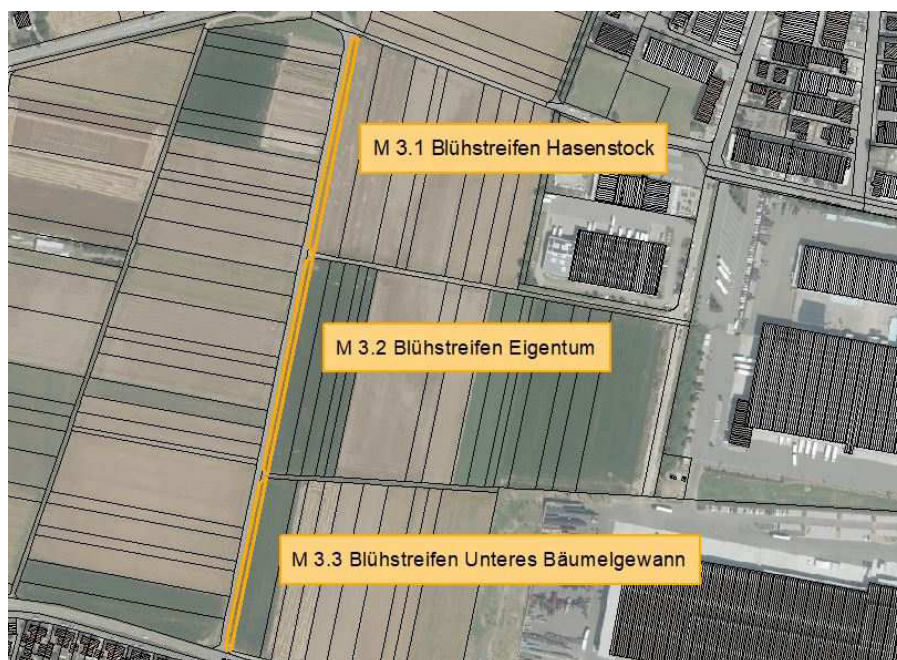 M 3.1 Blühstreifen Hasenstock
M 3.2 Blühstreifen Eigentum
M 3.3 Blühstreifen Unteres Bäumelgewann